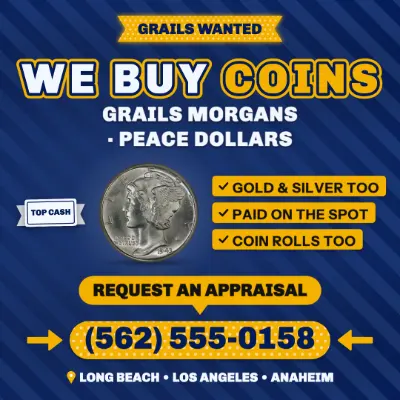 GRAILS WANTED
WE BUY COINS
GRAILS MORGANS
· PEACE DOLLARS
TOP CASH
GOLD & SILVER TOO
PAID ON THE SPOT
COIN ROLLS TOO
REQUEST AN APPRAISAL
(562) 555-0158
LONG BEACH • LOS ANGELES • ANAHEIM